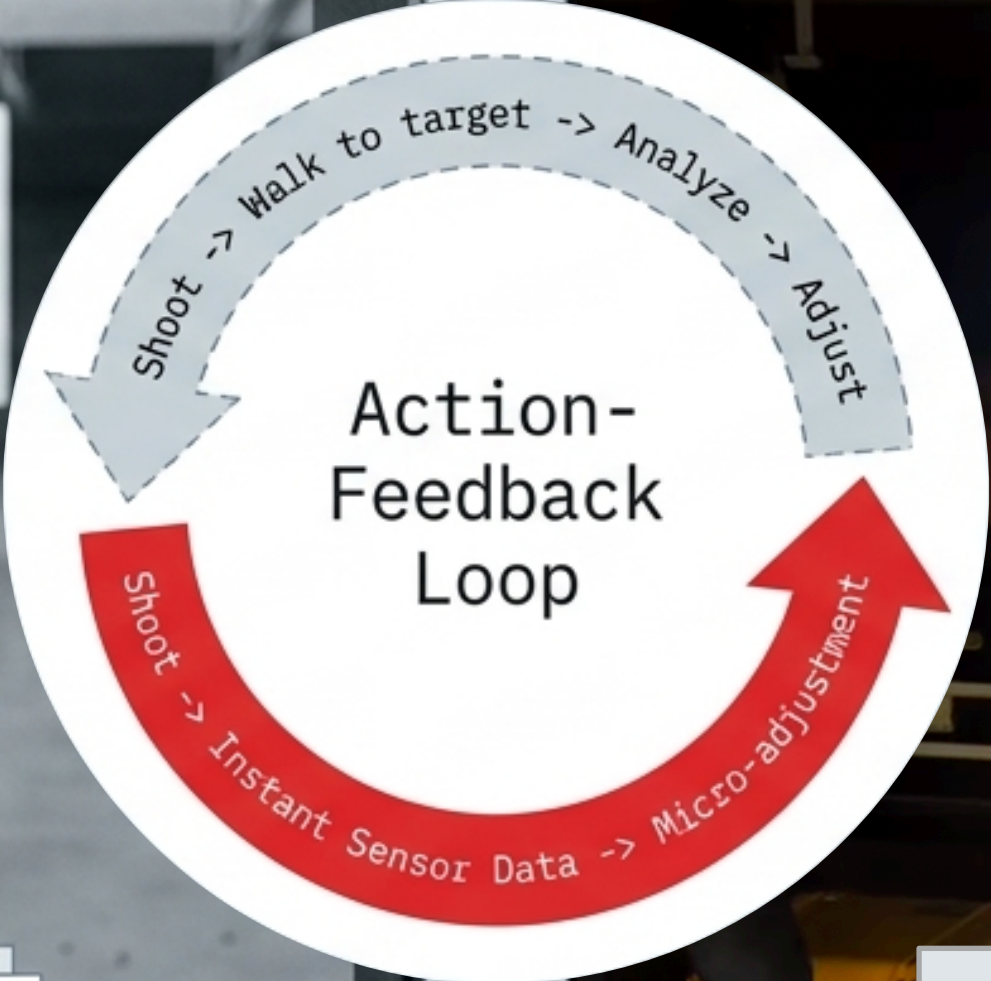 Shoot -> Walk to target -> Analyze -> Adjust
Action-
Feedback
Loop
Shoot -> Instant Sensor Data -> Micro-adjustment